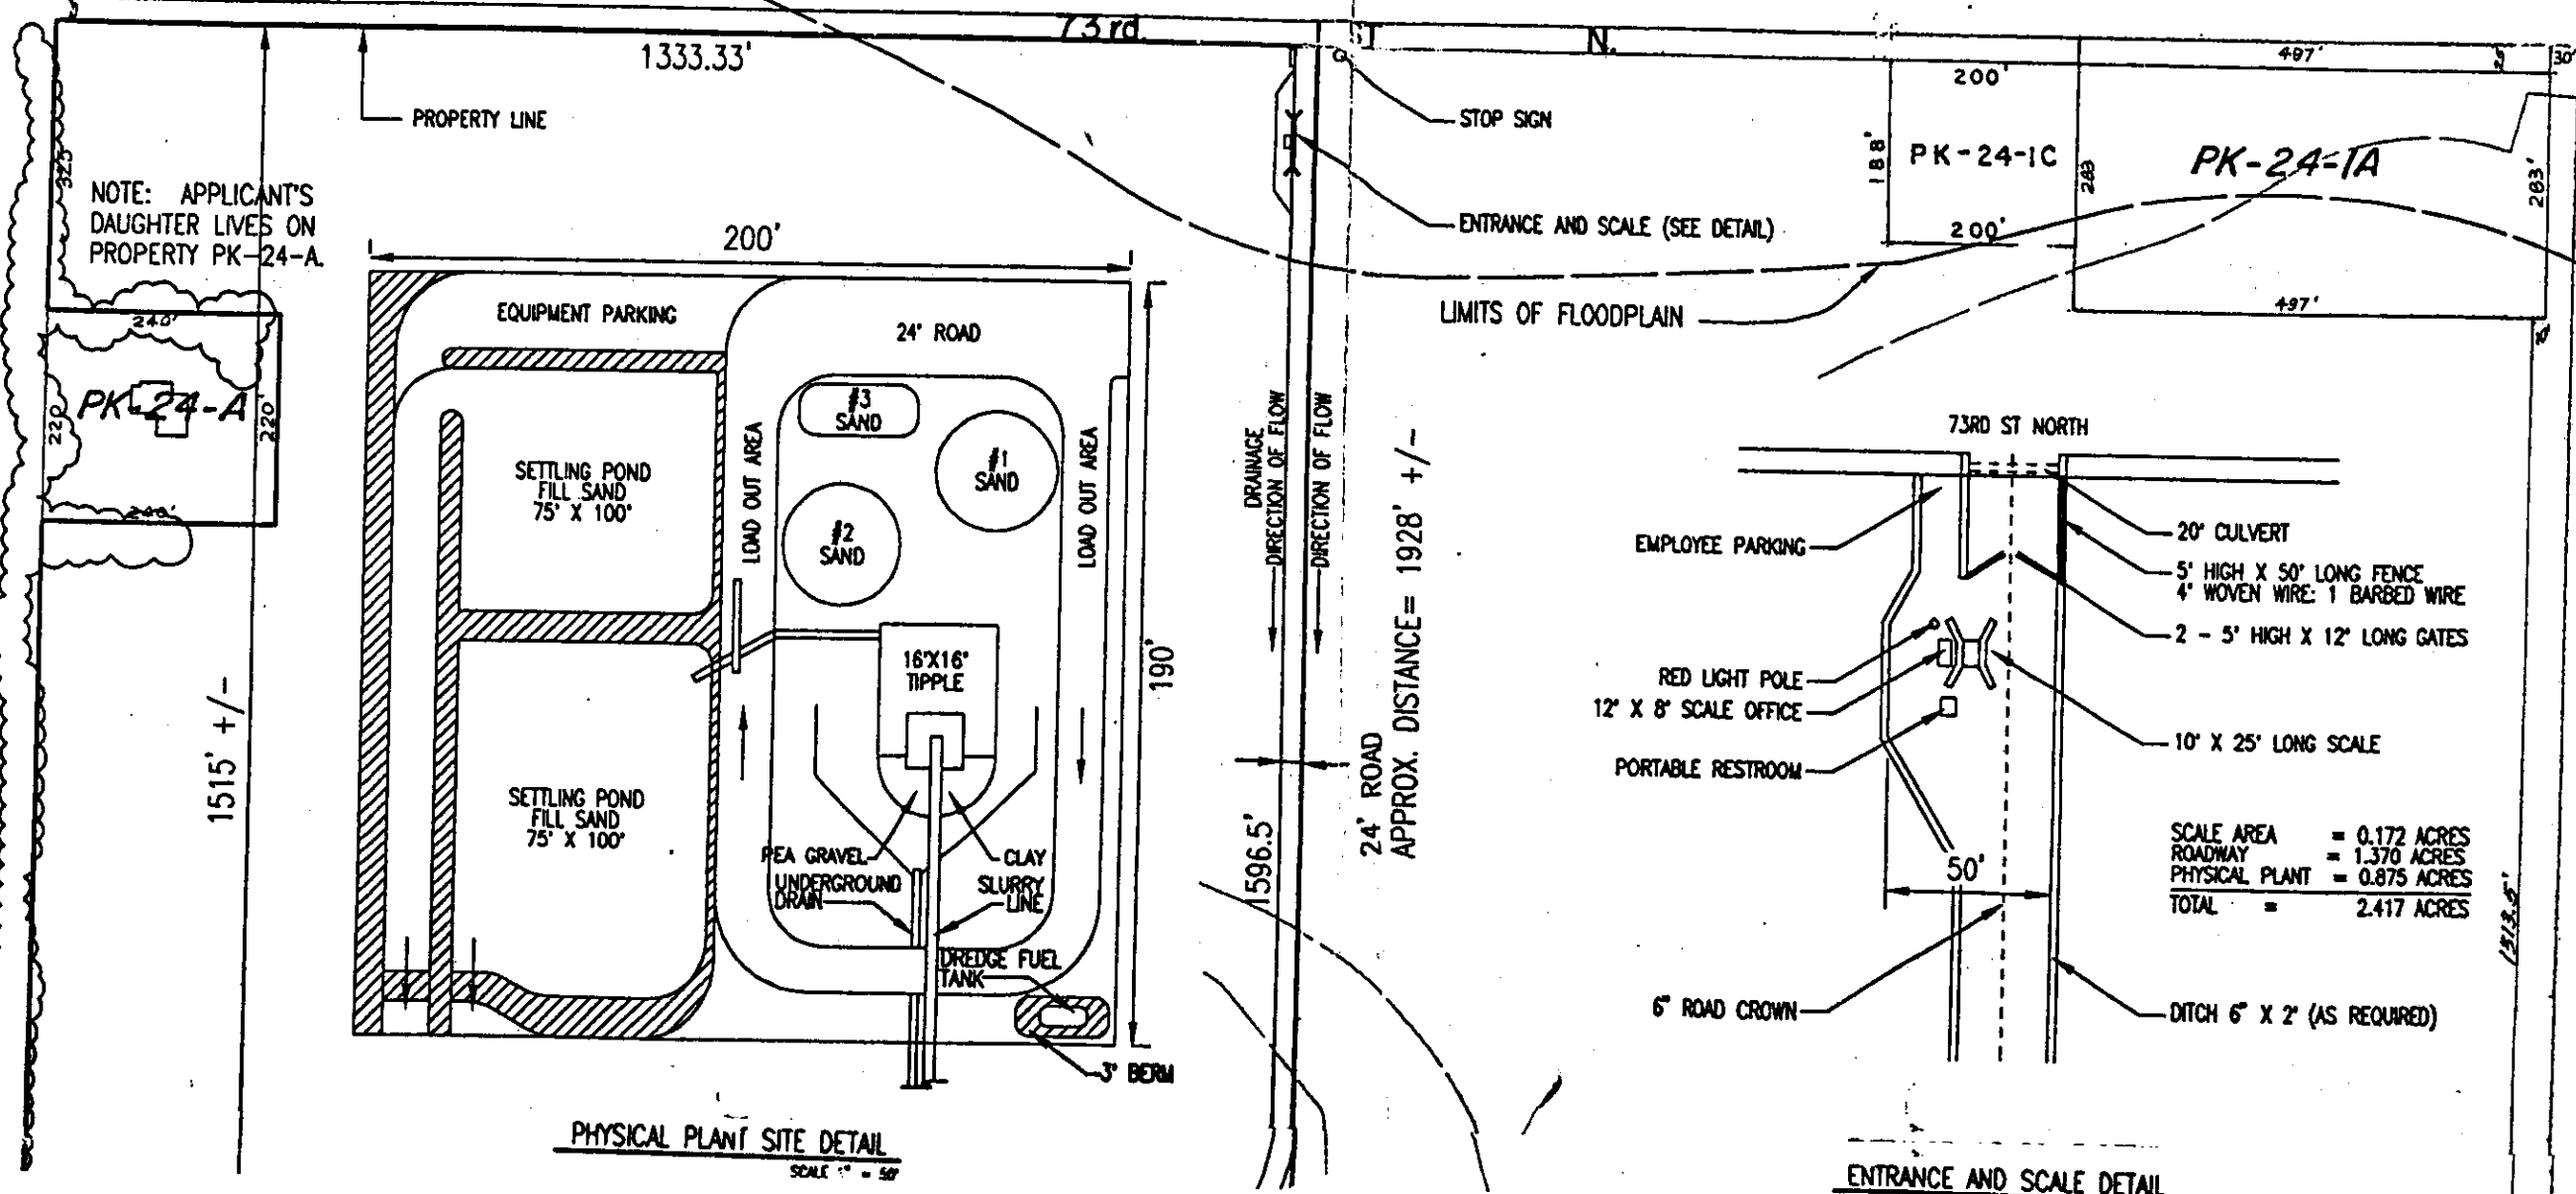 73rd
ST
N.
1333.33'
PROPERTY LINE
325
NOTE: APPLICANT'S
DAUGHTER LIVES ON
PROPERTY PK-24-A.
240'
PK-24-A
220
220'
240'
1515' +/-
200'
EQUIPMENT PARKING
24' ROAD
#3
SAND
#1
SAND
#2
SAND
LOAD OUT AREA
LOAD OUT AREA
SETTLING POND
FILL SAND
75' X 100'
16'X16'
TIPPLE
190'
SETTLING POND
FILL SAND
75' X 100'
PEA GRAVEL
CLAY
UNDERGROUND
DRAIN
SLURRY
LINE
DREDGE FUEL
TANK
3' BERM
PHYSICAL PLANT SITE DETAIL
SCALE 1" = 50'
STOP SIGN
ENTRANCE AND SCALE (SEE DETAIL)
LIMITS OF FLOODPLAIN
DRAINAGE
DIRECTION OF FLOW
DIRECTION OF FLOW
24' ROAD
APPROX. DISTANCE= 1928' +/-
1596.5'
200'
188'
PK-24-1C
200'
283
497'
30'
PK-24-1A
283'
497'
73RD ST NORTH
EMPLOYEE PARKING
20' CULVERT
5' HIGH X 50' LONG FENCE
4' WOVEN WIRE: 1 BARBED WIRE
2 - 5' HIGH X 12' LONG GATES
RED LIGHT POLE
12' X 8' SCALE OFFICE
10' X 25' LONG SCALE
PORTABLE RESTROOM
SCALE AREA = 0.172 ACRES
ROADWAY = 1.370 ACRES
PHYSICAL PLANT = 0.875 ACRES
TOTAL = 2.417 ACRES
50'
6" ROAD CROWN
DITCH 6" X 2' (AS REQUIRED)
1513.5'
ENTRANCE AND SCALE DETAIL